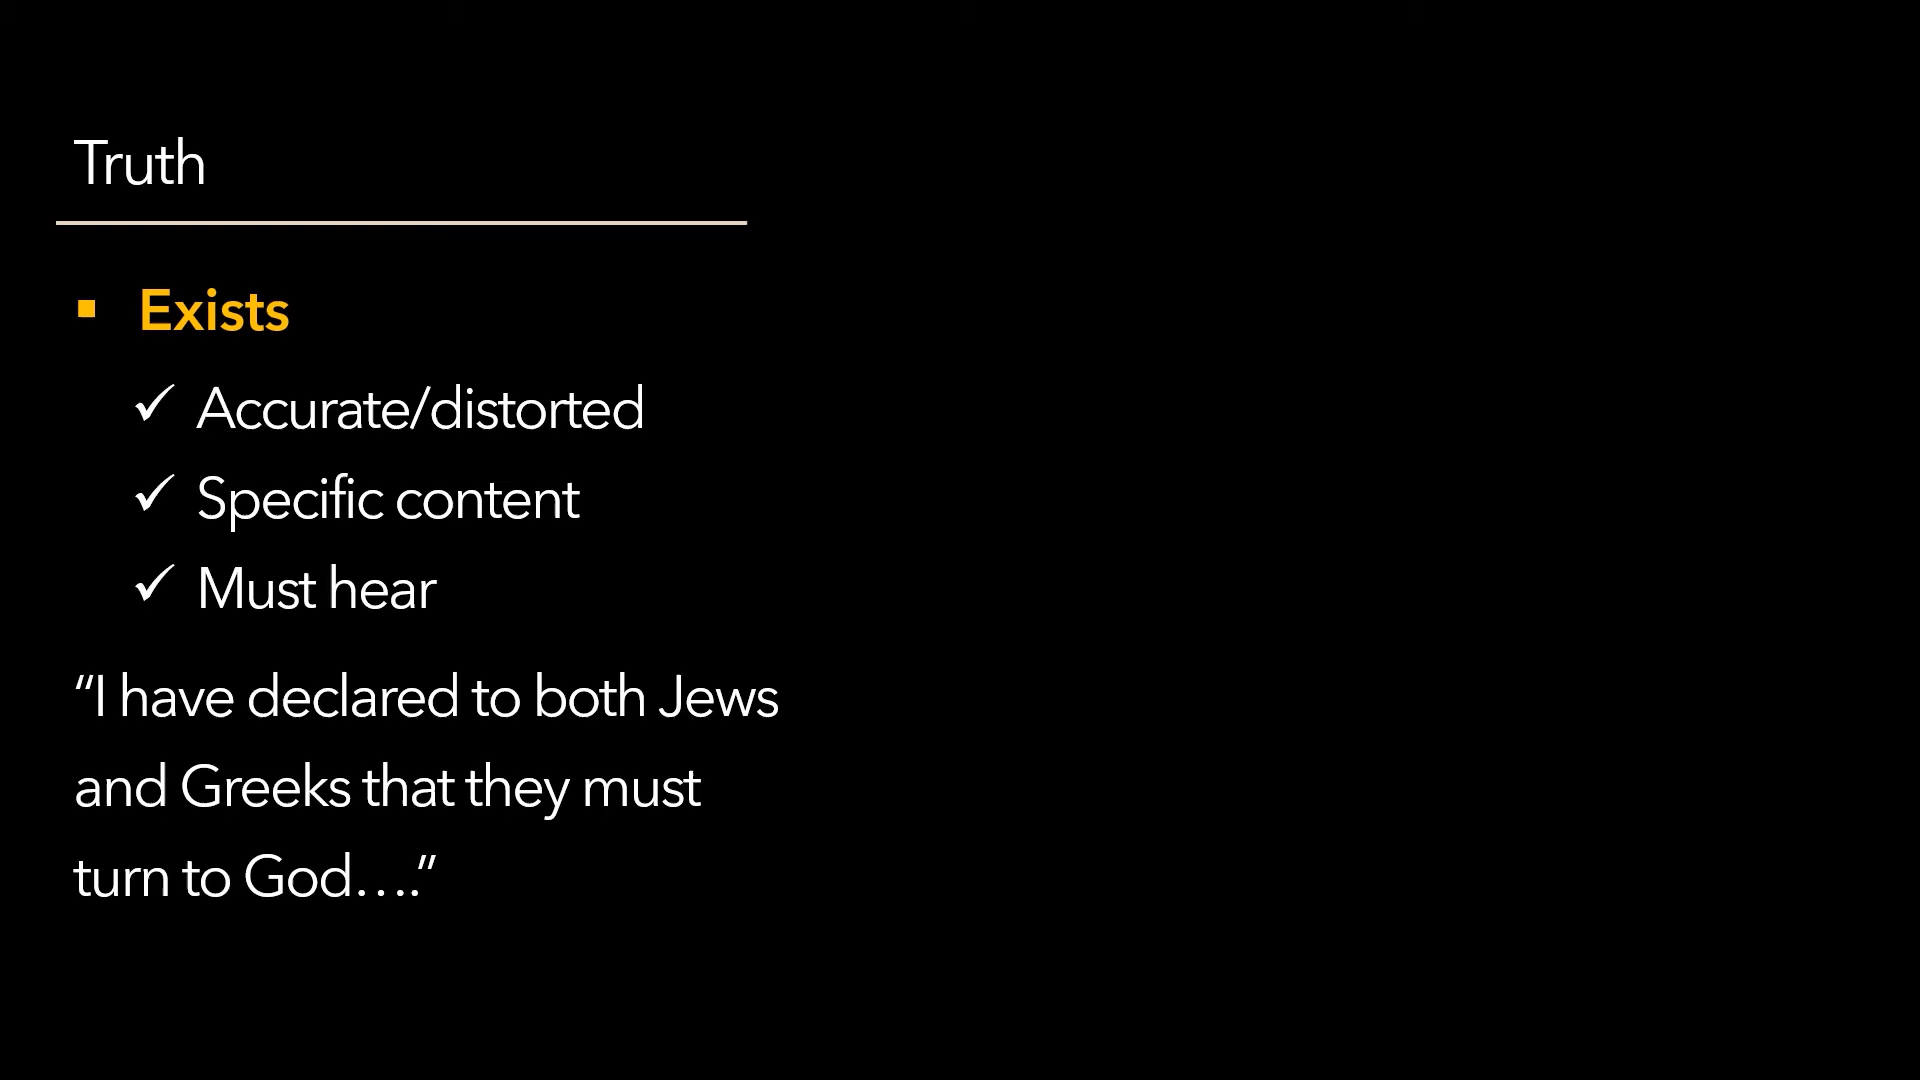 Truth
▪ Exists
✓ Accurate/distorted
✓ Specific content
✓ Must hear
“I have declared to both Jews
and Greeks that they must
turn to God….”